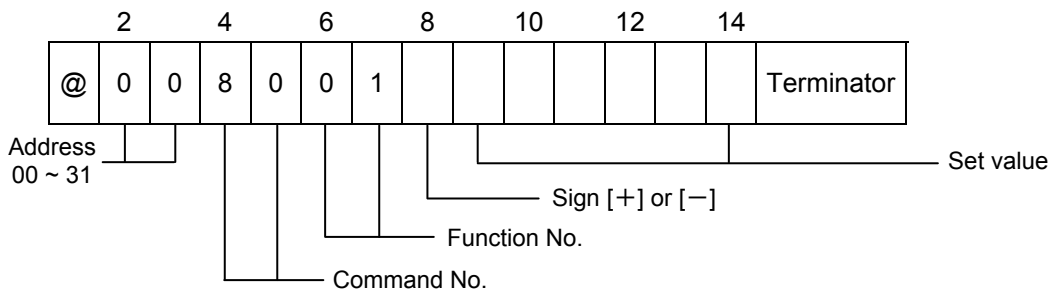 2 4 6 8 10 12 14
@ 0 0 8 0 0 1 Terminator
Address
00 ~ 31
Set value
Sign [＋] or [－]
Function No.
Command No.